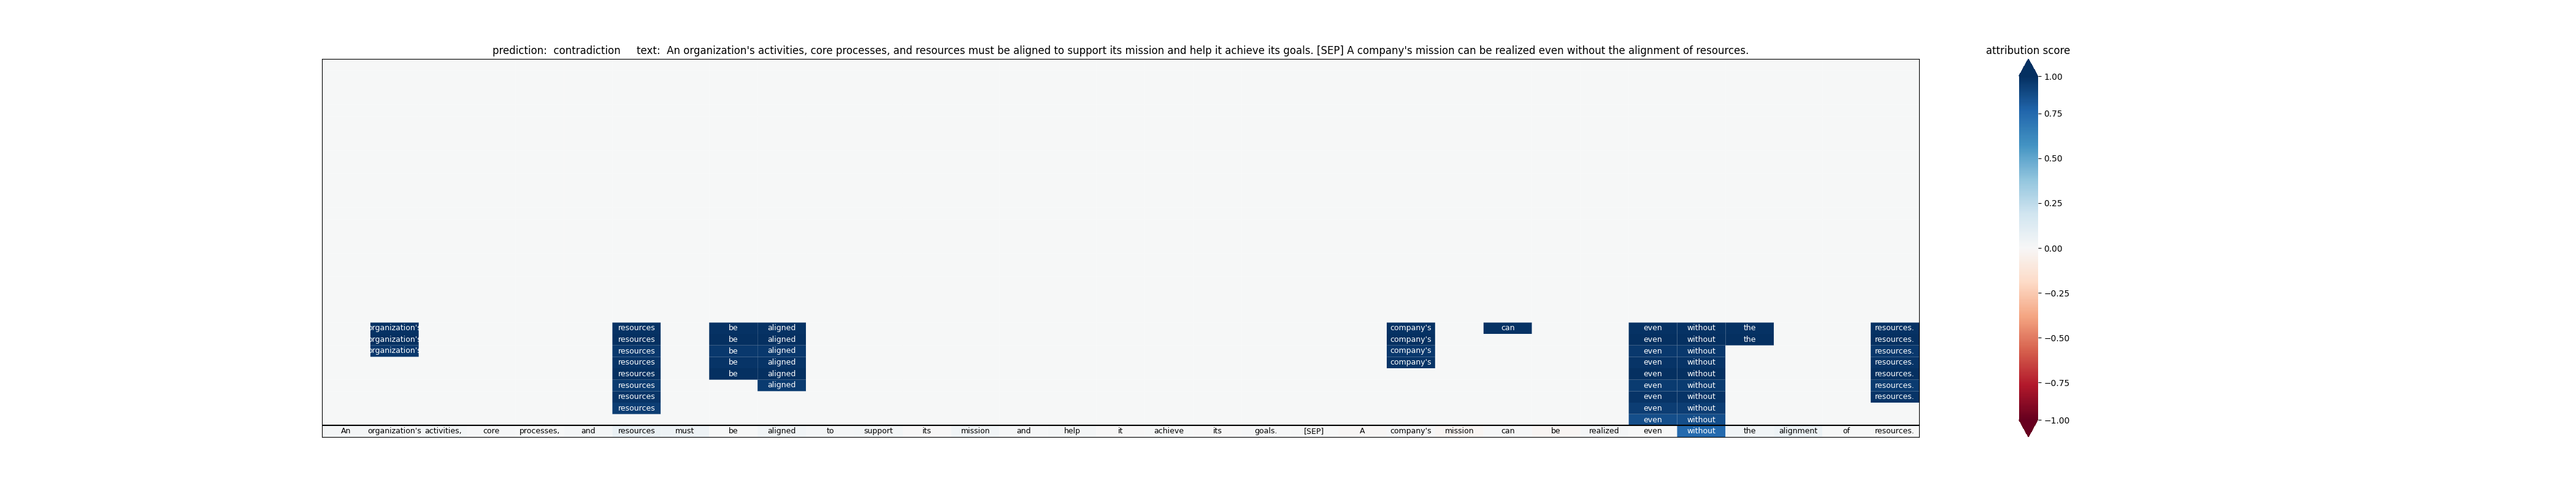 prediction:  contradiction     text:  An organization's activities, core processes, and resources must be aligned to support its mission and help it achieve its goals. [SEP] A company's mission can be realized even without the alignment of resources.
attribution score
1.00
0.75
0.50
0.25
0.00
−0.25
−0.50
−0.75
−1.00
organization's resources be aligned company's can even without the resources.
organization's resources be aligned company's even without the resources.
organization's resources be aligned company's even without resources.
resources be aligned company's even without resources.
resources be aligned even without resources.
resources aligned even without resources.
resources even without resources.
resources even without
even without
An organization's activities, core processes, and resources must be aligned to support its mission and help it achieve its goals. [SEP] A company's mission can be realized even without the alignment of resources.